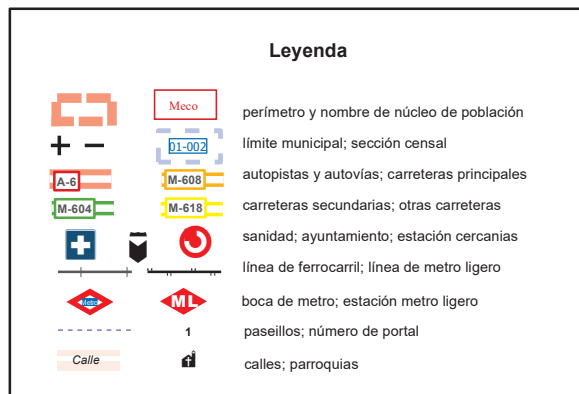 Leyenda
Meco
perímetro y nombre de núcleo de población
01-002
límite municipal; sección censal
A-6 M-608
autopistas y autovías; carreteras principales
M-604 M-618
carreteras secundarias; otras carreteras
sanidad; ayuntamiento; estación cercanias
línea de ferrocarril; línea de metro ligero
Metro ML boca de metro; estación metro ligero
1 paseillos; número de portal
Calle calles; parroquias